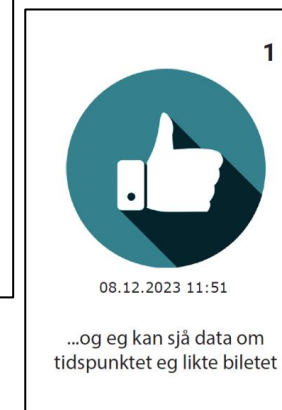 1
08.12.2023 11:51
...og eg kan sjå data om
tidspunktet eg likte biletet